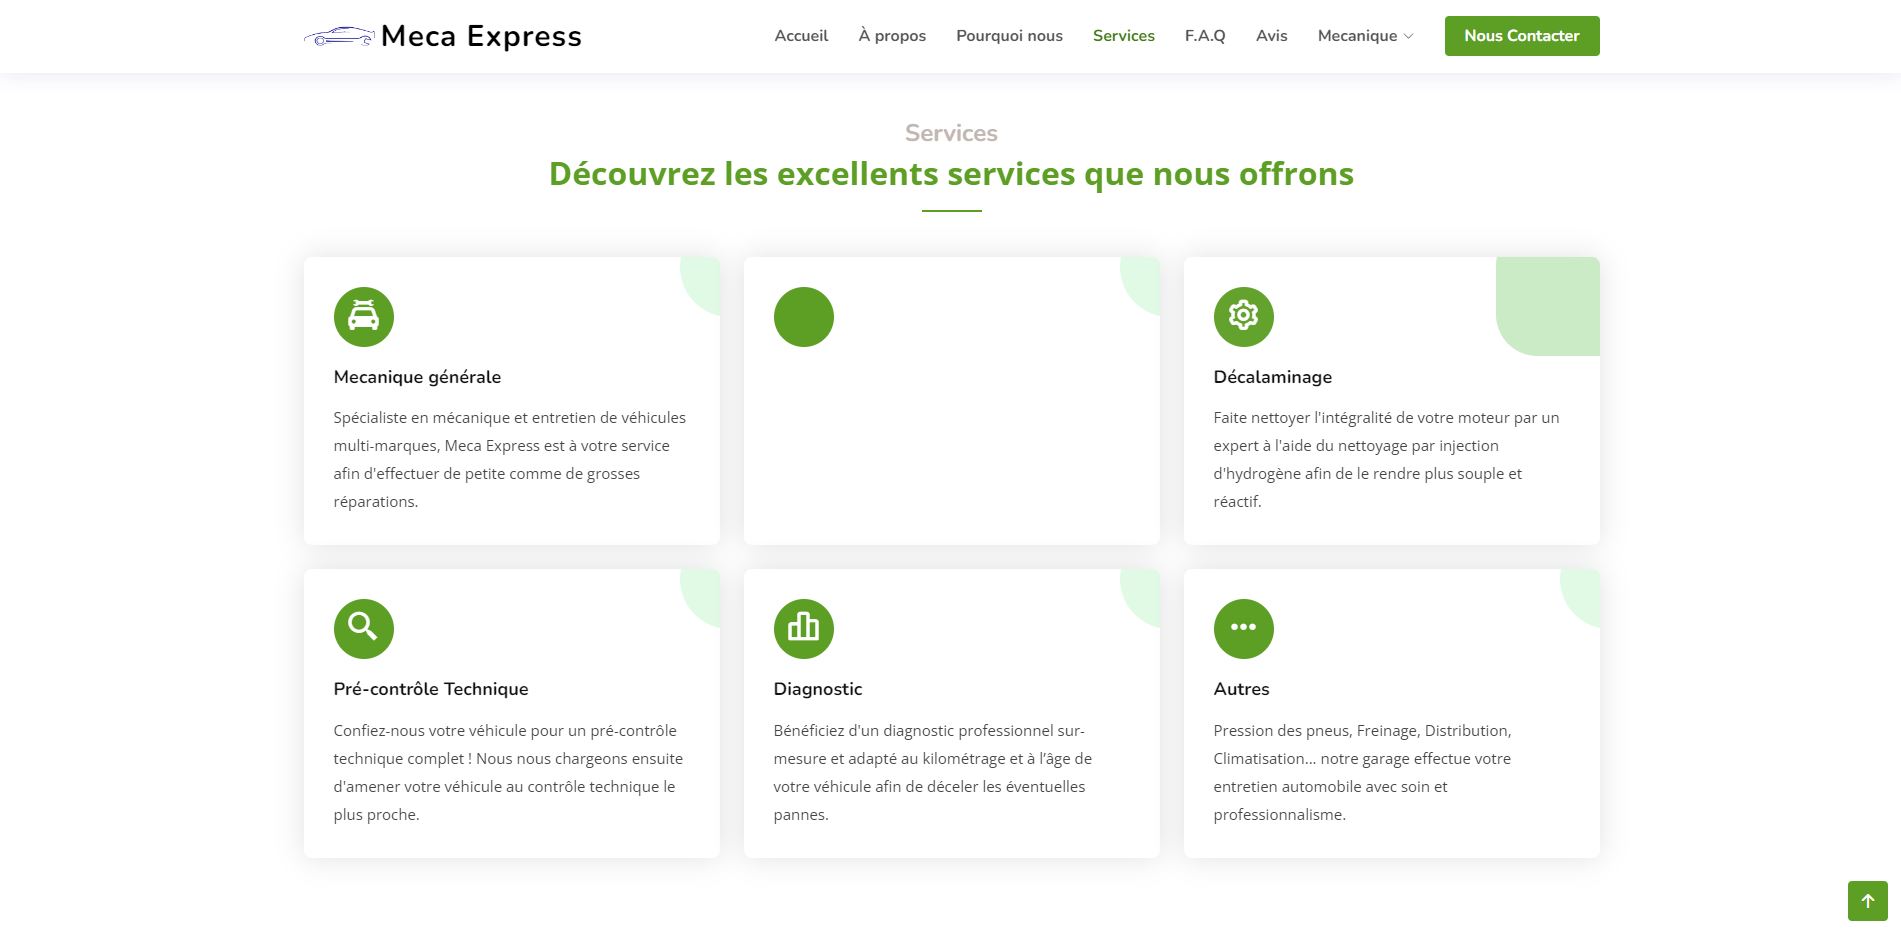 Meca Express
Accueil À propos Pourquoi nous Services F.A.Q Avis Mecanique Nous Contacter
Services
Découvrez les excellents services que nous offrons
Mecanique générale
Spécialiste en mécanique et entretien de véhicules
multi-marques, Meca Express est à votre service
afin d'effectuer de petite comme de grosses
réparations.
Décalaminage
Faite nettoyer l'intégralité de votre moteur par un
expert à l'aide du nettoyage par injection
d'hydrogène afin de le rendre plus souple et
réactif.
Pré-contrôle Technique
Confiez-nous votre véhicule pour un pré-contrôle
technique complet ! Nous nous chargeons ensuite
d'amener votre véhicule au contrôle technique le
plus proche.
Diagnostic
Bénéficiez d'un diagnostic professionnel sur-
mesure et adapté au kilométrage et à l'âge de
votre véhicule afin de déceler les éventuelles
pannes.
Autres
Pression des pneus, Freinage, Distribution,
Climatisation... notre garage effectue votre
entretien automobile avec soin et
professionnalisme.